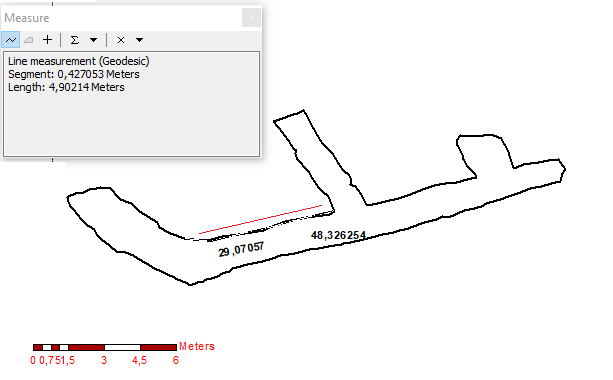 Measure
Line measurement (Geodesic)
Segment: 0,427053 Meters
Length: 4,90214 Meters
29,07057
48,326254
Meters
0 0,751,5 3 4,5 6